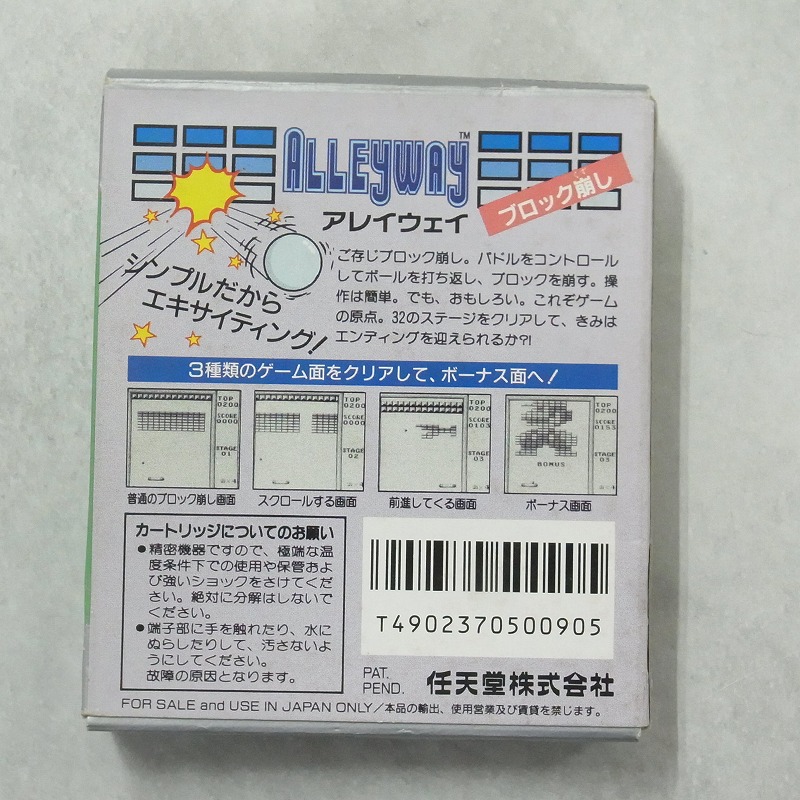 ALLEYWAY™
アレイウェイ
ブロック崩し
くず
シンプルだから
エキサイティング!
ご存じブロック崩し。パドルをコントロール
してボールを打ち返し、ブロックを崩す。操
作は簡単。でも、おもしろい。これぞゲーム
の原点。32のステージをクリアして、きみは
エンディングを迎えられるか?!
3種類のゲーム面をクリアして、ボーナス面へ!
TOP
0200
SCORE
0000
STAGE
01
TOP
0200
SCORE
0000
STAGE
02
TOP
0200
SCORE
0103
STAGE
03
TOP
0200
SCORE
0153
STAGE
03
BONUS
普通のブロック崩し画面
スクロールする画面
前進してくる画面
ボーナス画面
カートリッジについてのお願い
●精密機器ですので、極端な温
度条件下での使用や保管およ
び強いショックをさけてくだ
さい。絶対に分解はしないで
ください。
●端子部に手を触れたり、水に
ぬらしたりして、汚さないよ
うにしてください。
故障の原因となります。
T4902370500905
PAT.
PEND.
任天堂株式会社
FOR SALE and USE IN JAPAN ONLY/本品の輸出、使用営業及び賃貸を禁じます。